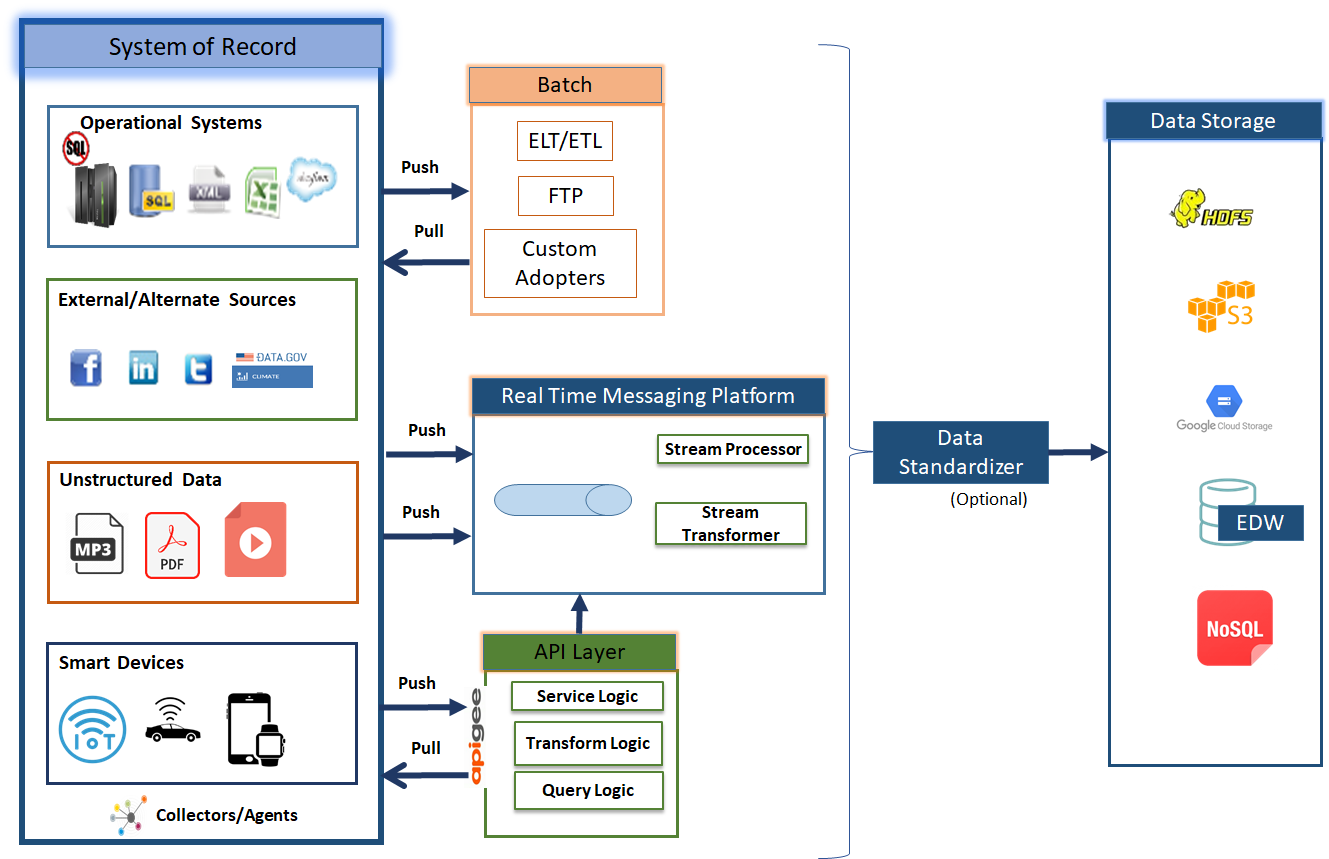 System of Record
Operational Systems
SQL
SQL
XML
salesforce
External/Alternate Sources
DATA.GOV
CLIMATE
Unstructured Data
MP3
PDF
Smart Devices
IoT
Collectors/Agents
Push
Pull
Push
Push
Push
Pull
Batch
ELT/ETL
FTP
Custom
Adopters
Real Time Messaging Platform
Stream Processor
Stream
Transformer
API Layer
apigee
Service Logic
Transform Logic
Query Logic
Data
Standardizer
(Optional)
Data Storage
HDFS
S3
Google Cloud Storage
EDW
NoSQL